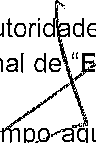 utoridade
nal de "E
mpo aqu